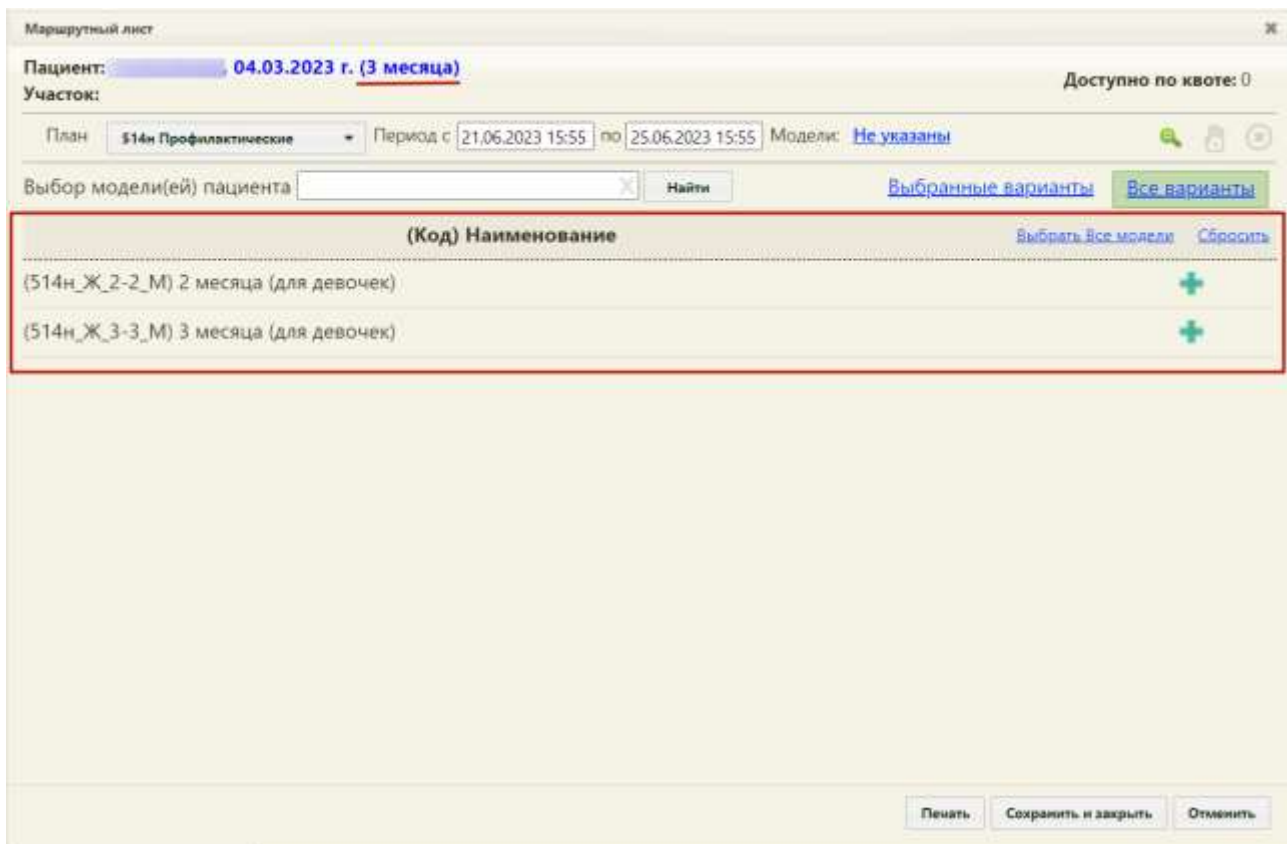 Маршрутный лист
Пациент: , 04.03.2023 г. (3 месяца)
Доступно по квоте: 0
Участок:
План 514н Профилактические Период с 21.06.2023 15:55 по 25.06.2023 15:55 Модели: Не указаны
Выбор модели(ей) пациента X Найти Выбранные варианты Все варианты
(Код) Наименование Выбрать Все модели Сбросить
(514н_Ж_2-2_М) 2 месяца (для девочек)
(514н_Ж_3-3_М) 3 месяца (для девочек)
Печать Сохранить и закрыть Отменить